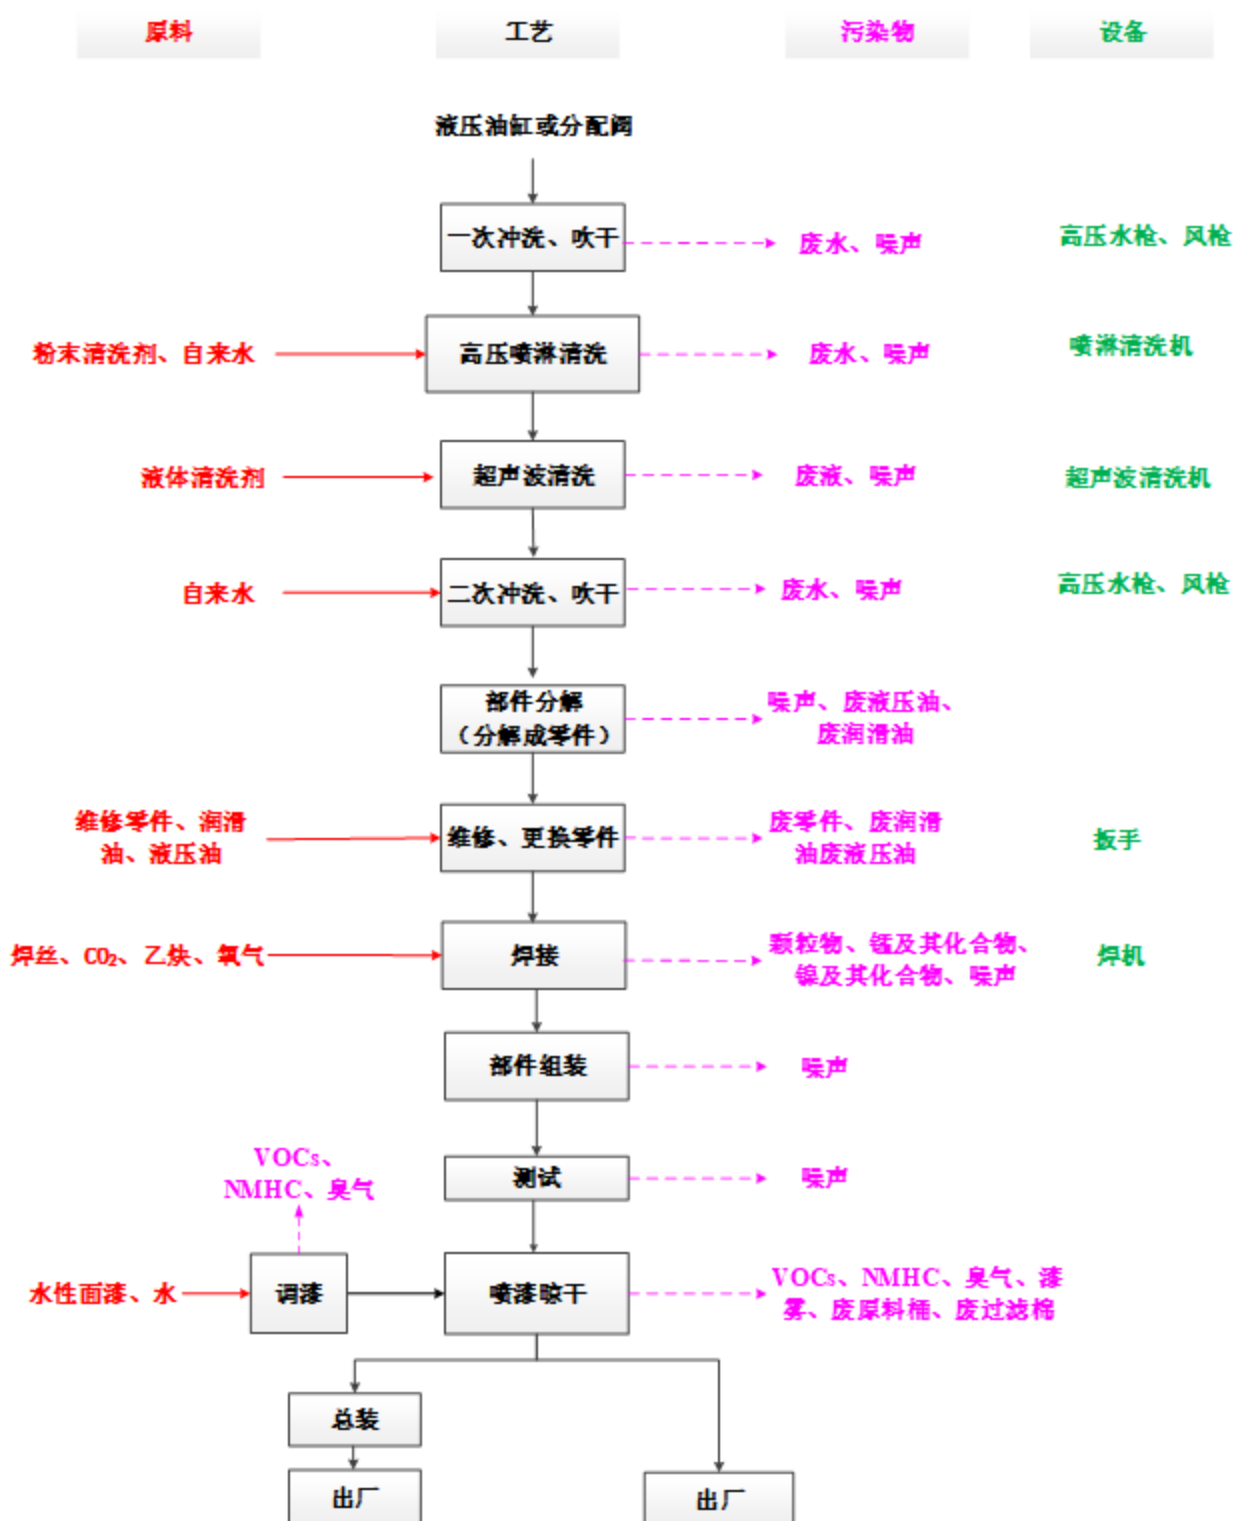 原料 工艺 污染物 设备
液压油缸或分配阀
一次冲洗、吹干 废水、噪声 高压水枪、风枪
粉末清洗剂、自来水 高压喷淋清洗 废水、噪声 喷淋清洗机
液体清洗剂 超声波清洗 废液、噪声 超声波清洗机
自来水 二次冲洗、吹干 废水、噪声 高压水枪、风枪
部件分解
（分解成零件）
噪声、废液压油、
废润滑油
维修零件、润滑
油、液压油
维修、更换零件
废零件、废润滑
油废液压油
扳手
焊丝、CO₂、乙炔、氧气 焊接
颗粒物、锰及其化合物、
镍及其化合物、噪声
焊机
部件组装 噪声
测试 噪声
VOCs、
NMHC、臭气
水性面漆、水 调漆 喷漆晾干
VOCs、NMHC、臭气、漆
雾、废原料桶、废过滤棉
总装
出厂 出厂